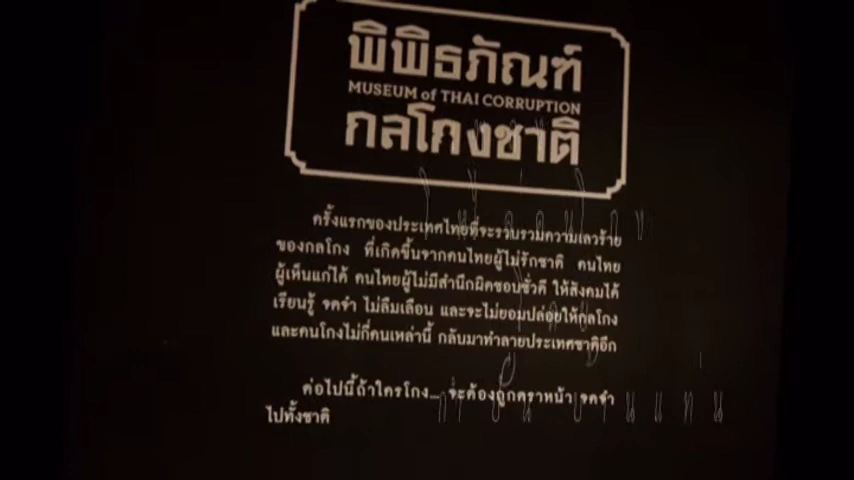 พิพิธภัณฑ์
MUSEUM of THAI CORRUPTION
กลโกงชาติ
ครั้งแรกของประเทศไทยที่จะรวบรวมความเลวร้าย
ของกลโกง ที่เกิดขึ้นจากคนไทยผู้ไม่รักชาติ คนไทย
ผู้เห็นแก่ได้ คนไทยผู้ไม่มีสำนึกผิดชอบชั่วดี ให้สังคมได้
เรียนรู้ จดจำ ไม่ลืมเลือน และจะไม่ยอมปล่อยให้กลโกง
และคนโกงไม่กี่คนเหล่านี้ กลับมาทำลายประเทศชาติอีก
ต่อไปนี้ถ้าใครโกง... จะต้องถูกตราหน้า จดจำ
ไปทั้งชาติ